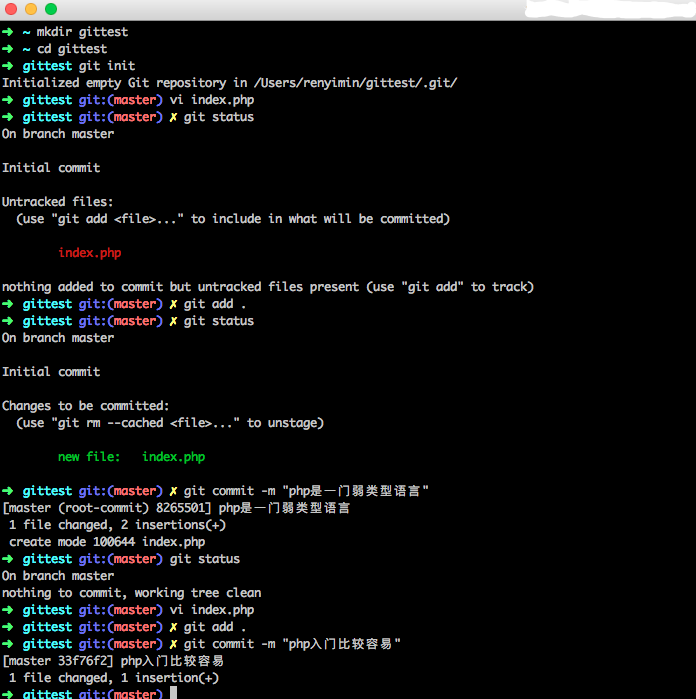 ➜ ~ mkdir gittest
➜ ~ cd gittest
➜ gittest git init
Initialized empty Git repository in /Users/renyimin/gittest/.git/
➜ gittest git:(master) vi index.php
➜ gittest git:(master) ✗ git status
On branch master
Initial commit
Untracked files:
(use "git add <file>..." to include in what will be committed)
index.php
nothing added to commit but untracked files present (use "git add" to track)
➜ gittest git:(master) ✗ git add .
➜ gittest git:(master) ✗ git status
On branch master
Initial commit
Changes to be committed:
(use "git rm --cached <file>..." to unstage)
new file: index.php
➜ gittest git:(master) ✗ git commit -m "php是一门弱类型语言"
[master (root-commit) 8265501] php是一门弱类型语言
1 file changed, 2 insertions(+)
create mode 100644 index.php
➜ gittest git:(master) git status
On branch master
nothing to commit, working tree clean
➜ gittest git:(master) vi index.php
➜ gittest git:(master) ✗ git add .
➜ gittest git:(master) ✗ git commit -m "php入门比较容易"
[master 33f76f2] php入门比较容易
1 file changed, 1 insertion(+)
➜ gittest git:(master)